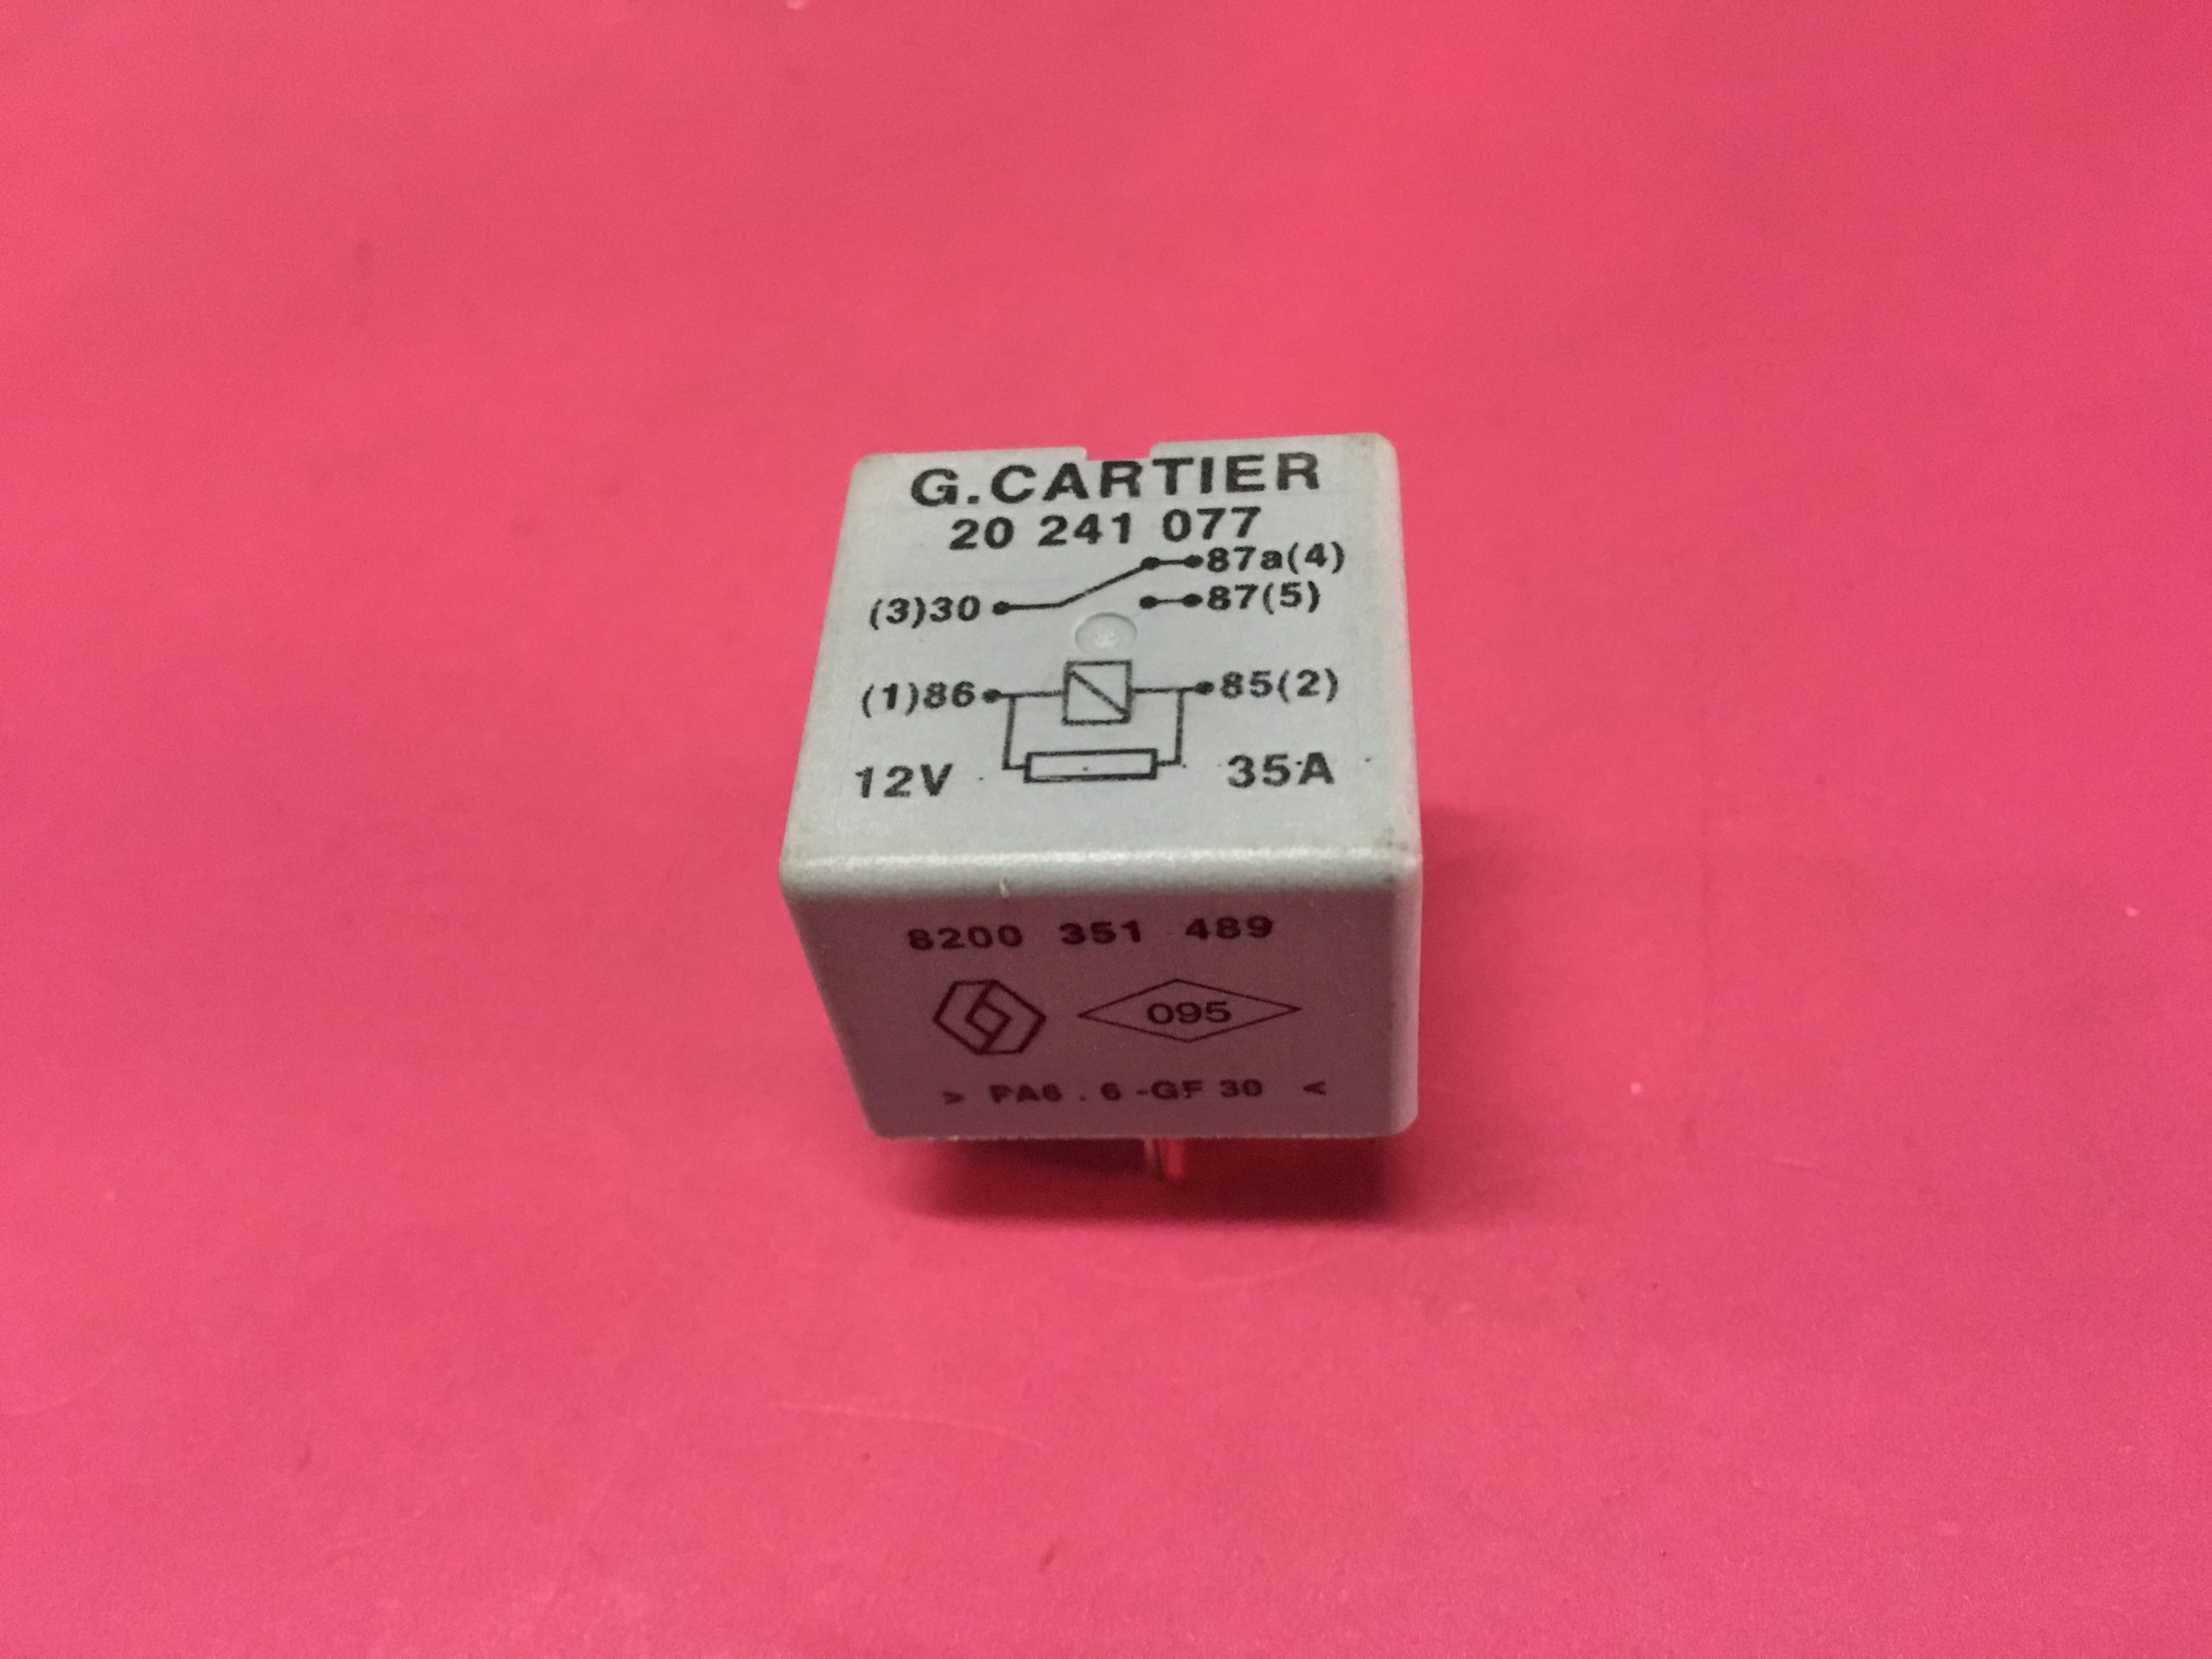 G.CARTIER
20 241 077
87a(4)
(3)30 87(5)
(1)86 85(2)
12V 35A
8200 351 489
095
> PA6 . 6 -GF 30 <